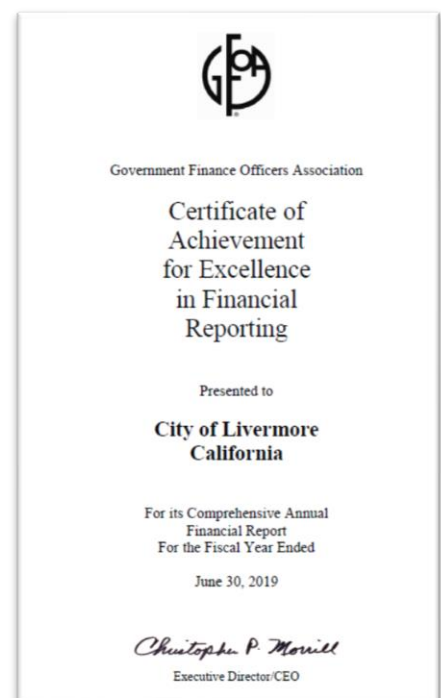 GFOA
Government Finance Officers Association
Certificate of
Achievement
for Excellence
in Financial
Reporting
Presented to
City of Livermore
California
For its Comprehensive Annual
Financial Report
For the Fiscal Year Ended
June 30, 2019
Christopher P. Morrill
Executive Director/CEO